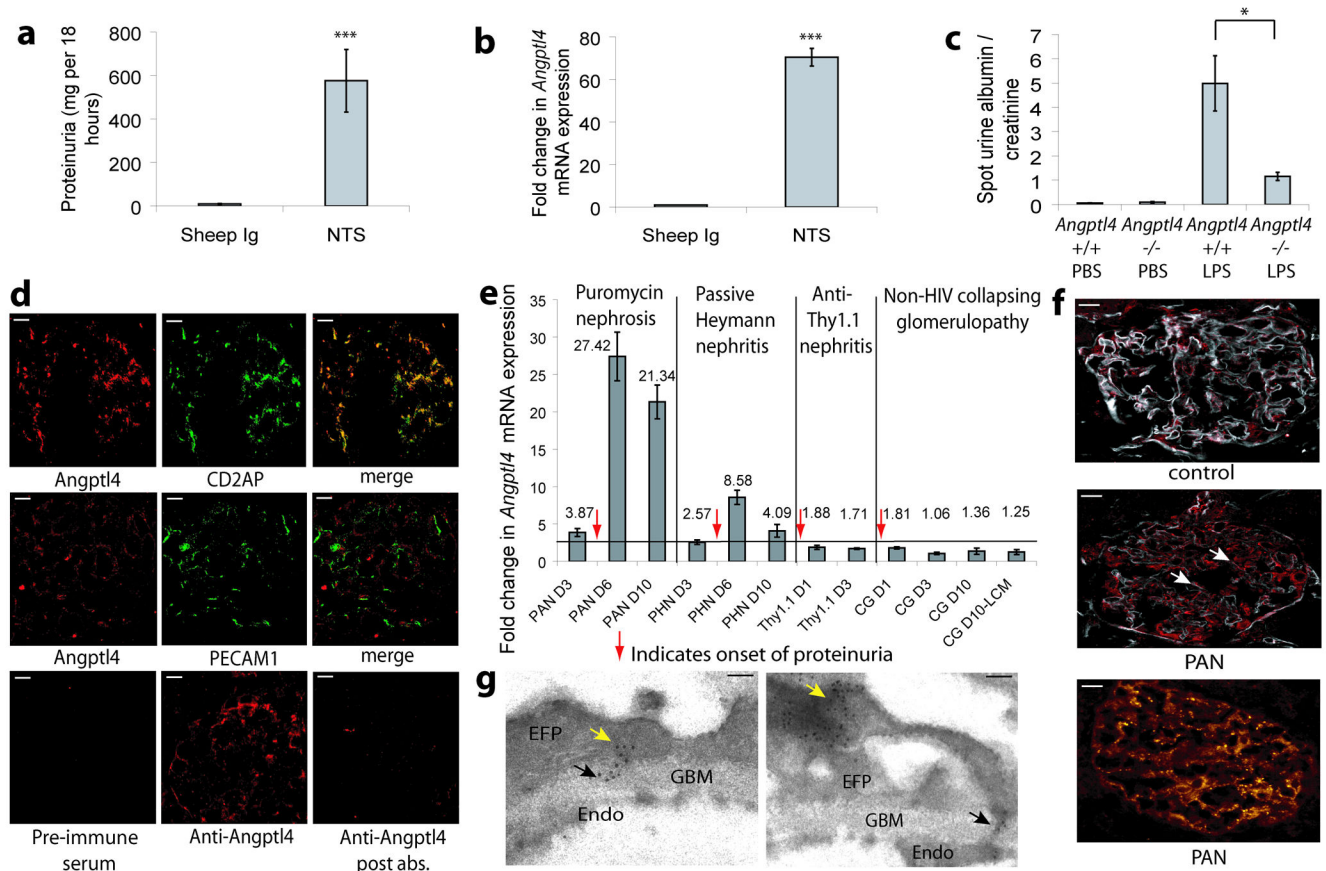 a
Proteinuria (mg per 18
hours)
800
600
400
200
0
***
Sheep Ig
NTS
b
Fold change in Angptl4
mRNA expression
80
60
40
20
0
***
Sheep Ig
NTS
c
Spot urine albumin /
creatinine
7
6
5
4
3
2
1
0
*
Angptl4 Angptl4 Angptl4 Angptl4
+/+ -/- +/+ -/-
PBS PBS LPS LPS
d
Angptl4 CD2AP merge
Angptl4 PECAM1 merge
Pre-immune Anti-Angptl4 Anti-Angptl4
serum post abs.
e
Fold change in Angptl4 mRNA expression
35
30
25
20
15
10
5
0
Puromycin
nephrosis
Passive
Heymann
nephritis
Anti-
Thy1.1
nephritis
Non-HIV collapsing
glomerulopathy
3.87 27.42 21.34 2.57 8.58 4.09 1.88 1.71 1.81 1.06 1.36 1.25
PAN D3
PAN D6
PAN D10
PHN D3
PHN D6
PHN D10
Thy1.1 D1
Thy1.1 D3
CG D1
CG D3
CG D10
CG D10-LCM
Indicates onset of proteinuria
f
control
PAN
PAN
g
EFP
GBM
Endo
EFP
GBM
Endo